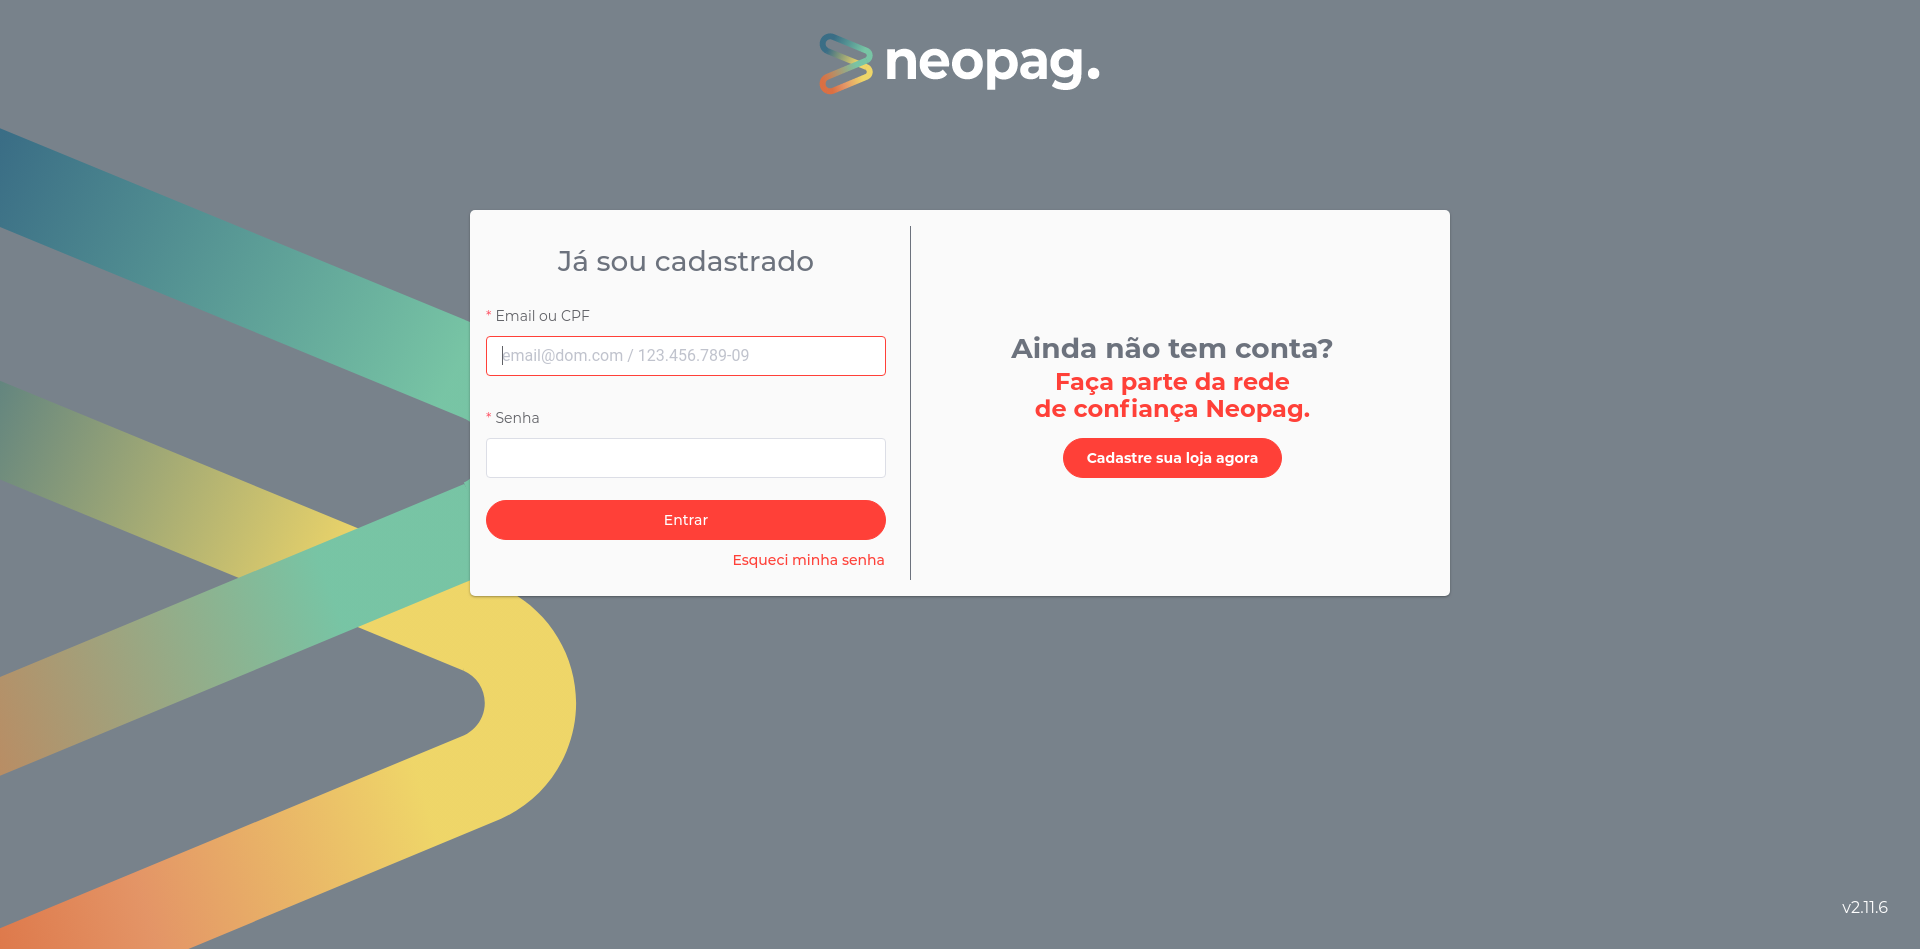 neopag.
Já sou cadastrado
* Email ou CPF
email@dom.com / 123.456.789-09
* Senha
Entrar
Esqueci minha senha
Ainda não tem conta?
Faça parte da rede
de confiança Neopag.
Cadastre sua loja agora
v2.11.6